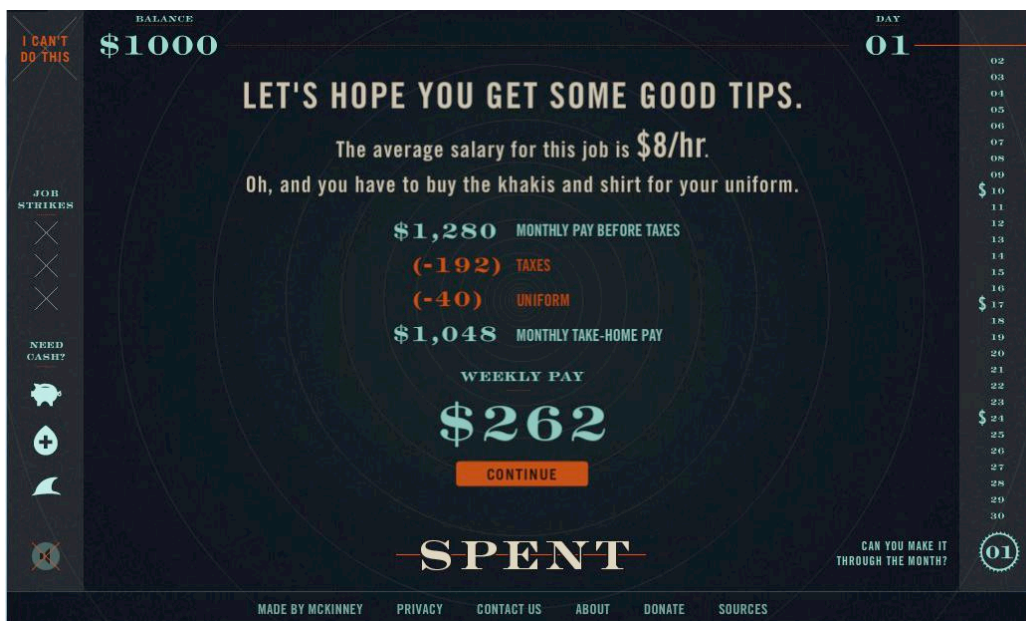 I CAN'T
DO THIS
BALANCE
$1000
DAY
01
LET'S HOPE YOU GET SOME GOOD TIPS.
The average salary for this job is $8/hr.
Oh, and you have to buy the khakis and shirt for your uniform.
$1,280 MONTHLY PAY BEFORE TAXES
(-192) TAXES
(-40) UNIFORM
$1,048 MONTHLY TAKE-HOME PAY
WEEKLY PAY
$262
CONTINUE
JOB
STRIKES
NEED
CASH?
02
03
04
05
06
07
08
09
$ 10
11
12
13
14
15
16
$ 17
18
19
20
21
22
23
$ 24
25
26
27
28
29
30
01
SPENT
CAN YOU MAKE IT
THROUGH THE MONTH?
MADE BY MCKINNEY PRIVACY CONTACT US ABOUT DONATE SOURCES